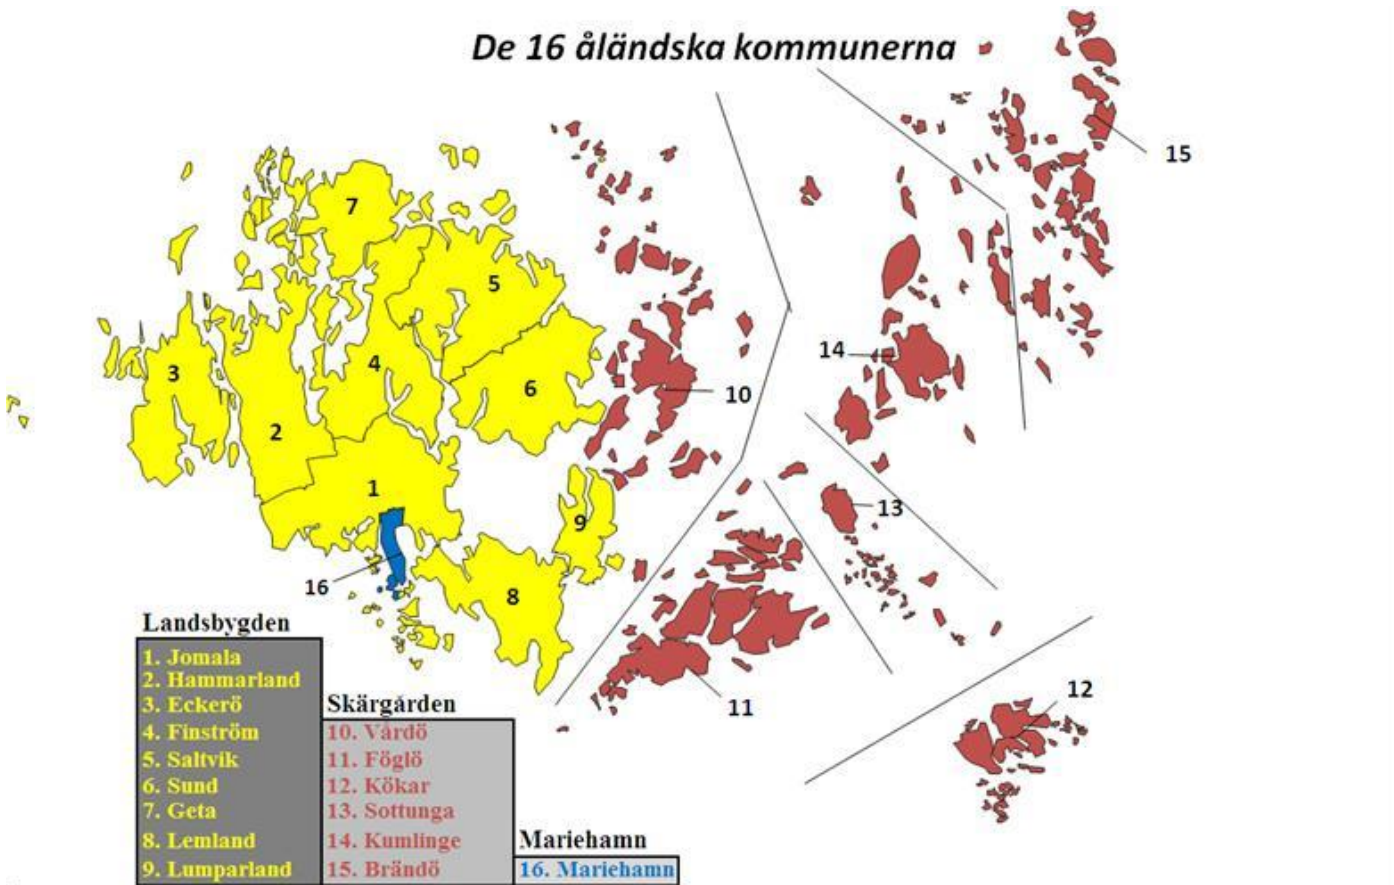 De 16 åländska kommunerna
15
7
5
14
3
4
6
10
2
1
13
9
16
8
12
11
Landsbygden
1. Jomala
2. Hammarland
3. Eckerö
4. Finström
5. Saltvik
6. Sund
7. Geta
8. Lemland
9. Lumparland
Skärgården
10. Vårdö
11. Föglö
12. Kökar
13. Sottunga
14. Kumlinge
15. Brändö
Mariehamn
16. Mariehamn